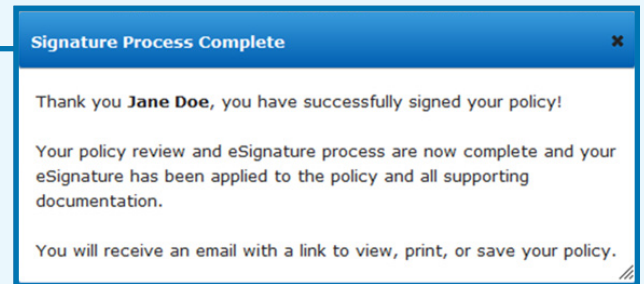 Signature Process Complete
Thank you Jane Doe, you have successfully signed your policy!
Your policy review and eSignature process are now complete and your
eSignature has been applied to the policy and all supporting
documentation.
You will receive an email with a link to view, print, or save your policy.